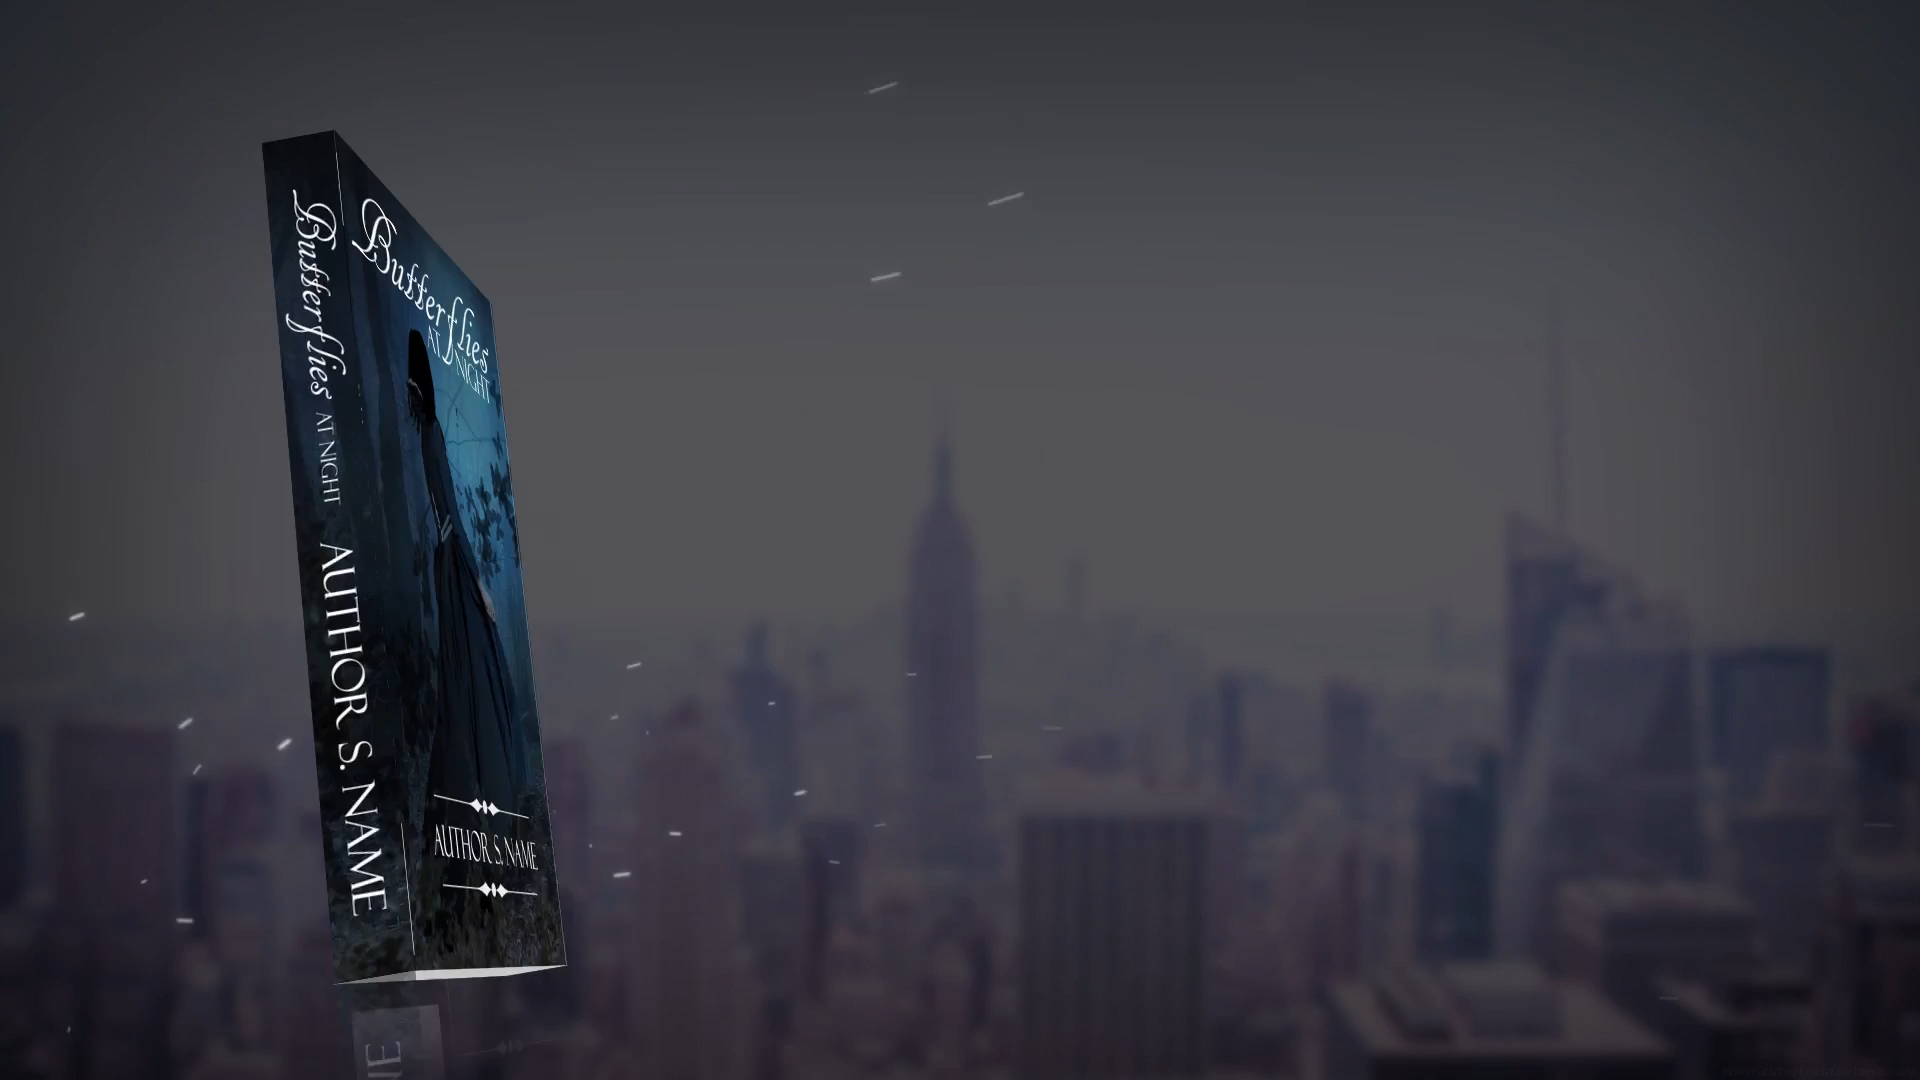 Butterflies AT NIGHT AUTHOR S. NAME
Butterflies
AT NIGHT
AUTHOR S. NAME